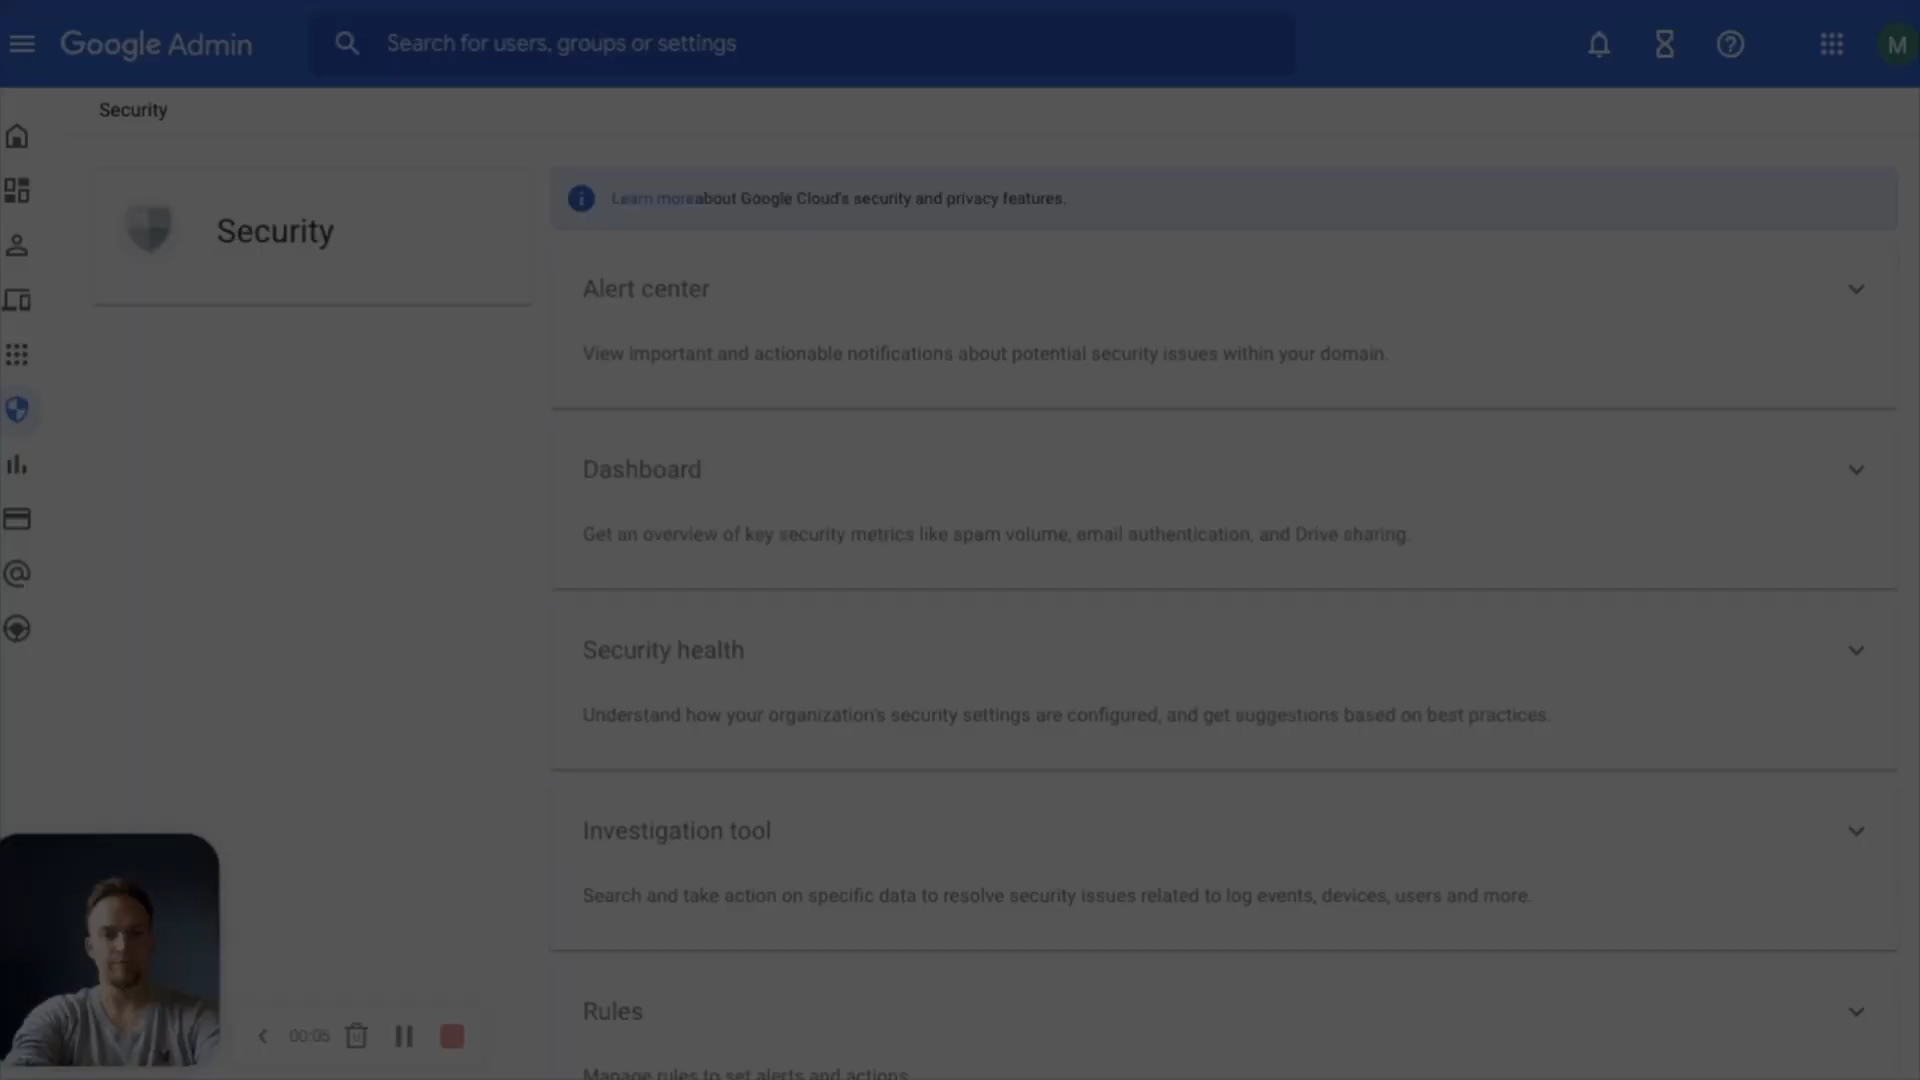 Google Admin
Search for users, groups or settings
M
Security
Security
Learn moreabout Google Cloud's security and privacy features.
Alert center
View important and actionable notifications about potential security issues within your domain.
Dashboard
Get an overview of key security metrics like spam volume, email authentication, and Drive sharing.
Security health
Understand how your organization's security settings are configured, and get suggestions based on best practices.
Investigation tool
Search and take action on specific data to resolve security issues related to log events, devices, users and more.
Rules
Manage rules to set alerts and actions
00:05